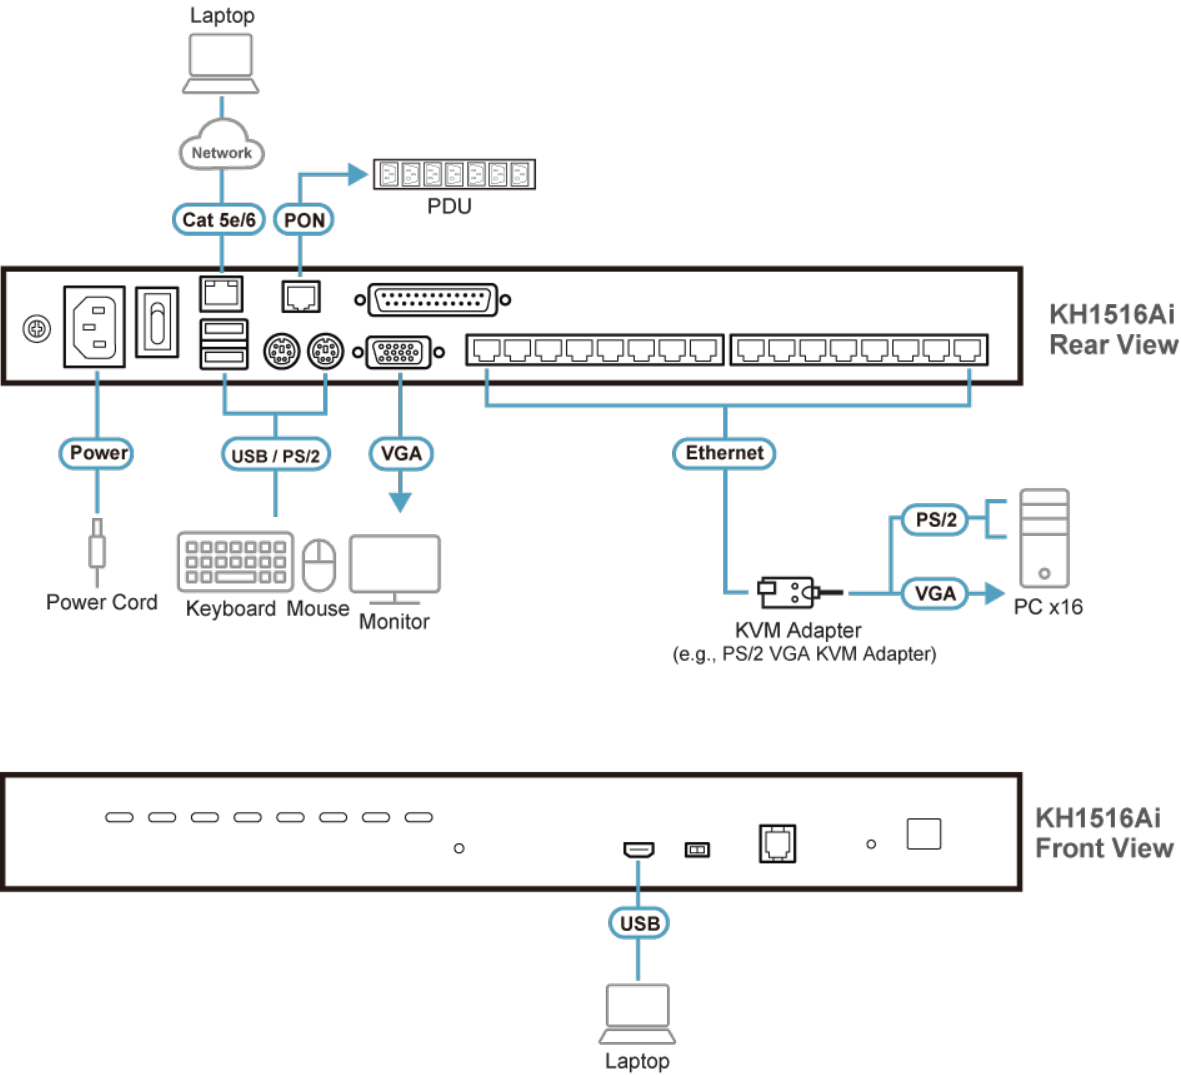 Laptop
Network
Cat 5e/6
PON
PDU
KH1516Ai
Rear View
Power
USB / PS/2
VGA
Ethernet
PS/2
VGA
Power Cord
Keyboard
Mouse
Monitor
PC x16
KVM Adapter
(e.g., PS/2 VGA KVM Adapter)
KH1516Ai
Front View
USB
Laptop